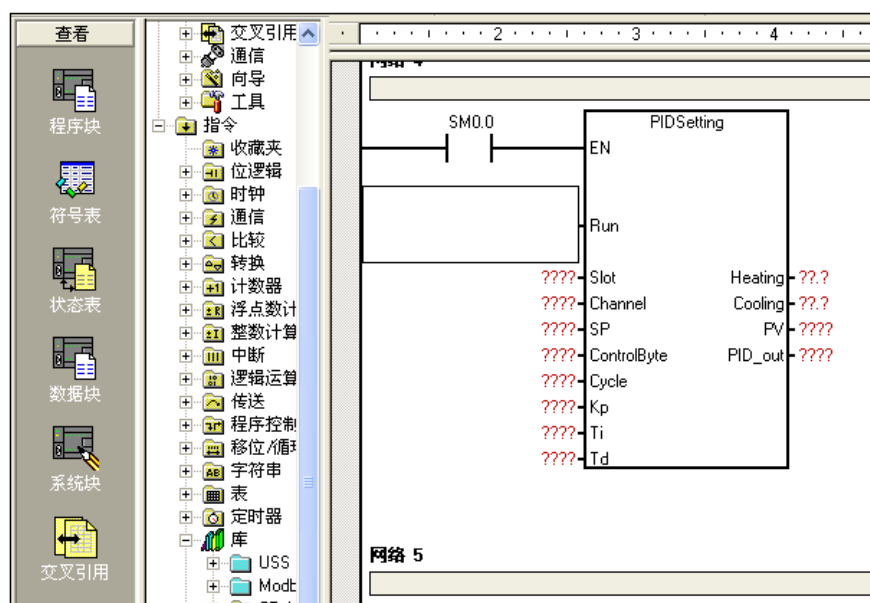 查看
程序块
符号表
状态表
数据块
系统块
交叉引用
交叉引用
通信
向导
工具
指令
收藏夹
位逻辑
时钟
通信
比较
转换
计数器
浮点数计
整数计算
中断
逻辑运算
传送
程序控制
移位/循环
字符串
表
定时器
库
USS
Modb
2 3 4
网络 4
SM0.0
PIDSetting
EN
Run
???? Slot Heating ??.?
???? Channel Cooling ??.?
???? SP PV ????
???? ControlByte PID_out ????
???? Cycle
???? Kp
???? Ti
???? Td
网络 5